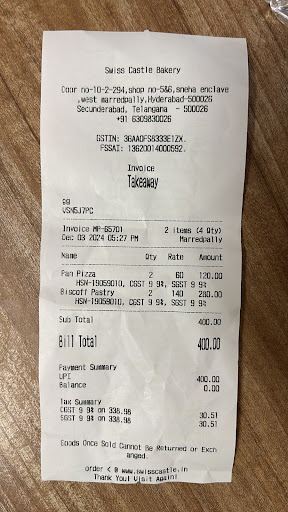 Swiss Castle Bakery
Door no-10-2-294,shop no-5&6,sneha enclave
,west marredpally,Hyderabad-500026
Secunderabad, Telangana - 500026
+91 6309830026
GSTIN: 36AAOFS8333E1ZX.
FSSAI: 13620014000592.
Invoice
Takeaway
gg
VSN5J7PC
Invoice MP-65701 2 items (4 Qty)
Dec 03 2024 05:27 PM Marredpally
Name Qty Rate Amount
Pan Pizza 2 60 120.00
HSN-19059010, CGST 9 9%, SGST 9 9%
Biscoff Pastry 2 140 280.00
HSN-19059010, CGST 9 9%, SGST 9 9%
Sub Total 400.00
Bill Total 400.00
Payment Summary
UPI 400.00
Balance 0.00
Tax Summary
CGST 9 9% on 338.98 30.51
SGST 9 9% on 338.98 30.51
Goods Once Sold Cannot Be Returned or Exch
anged.
order < @ www.swisscastle.in
Thank You! Visit Again!